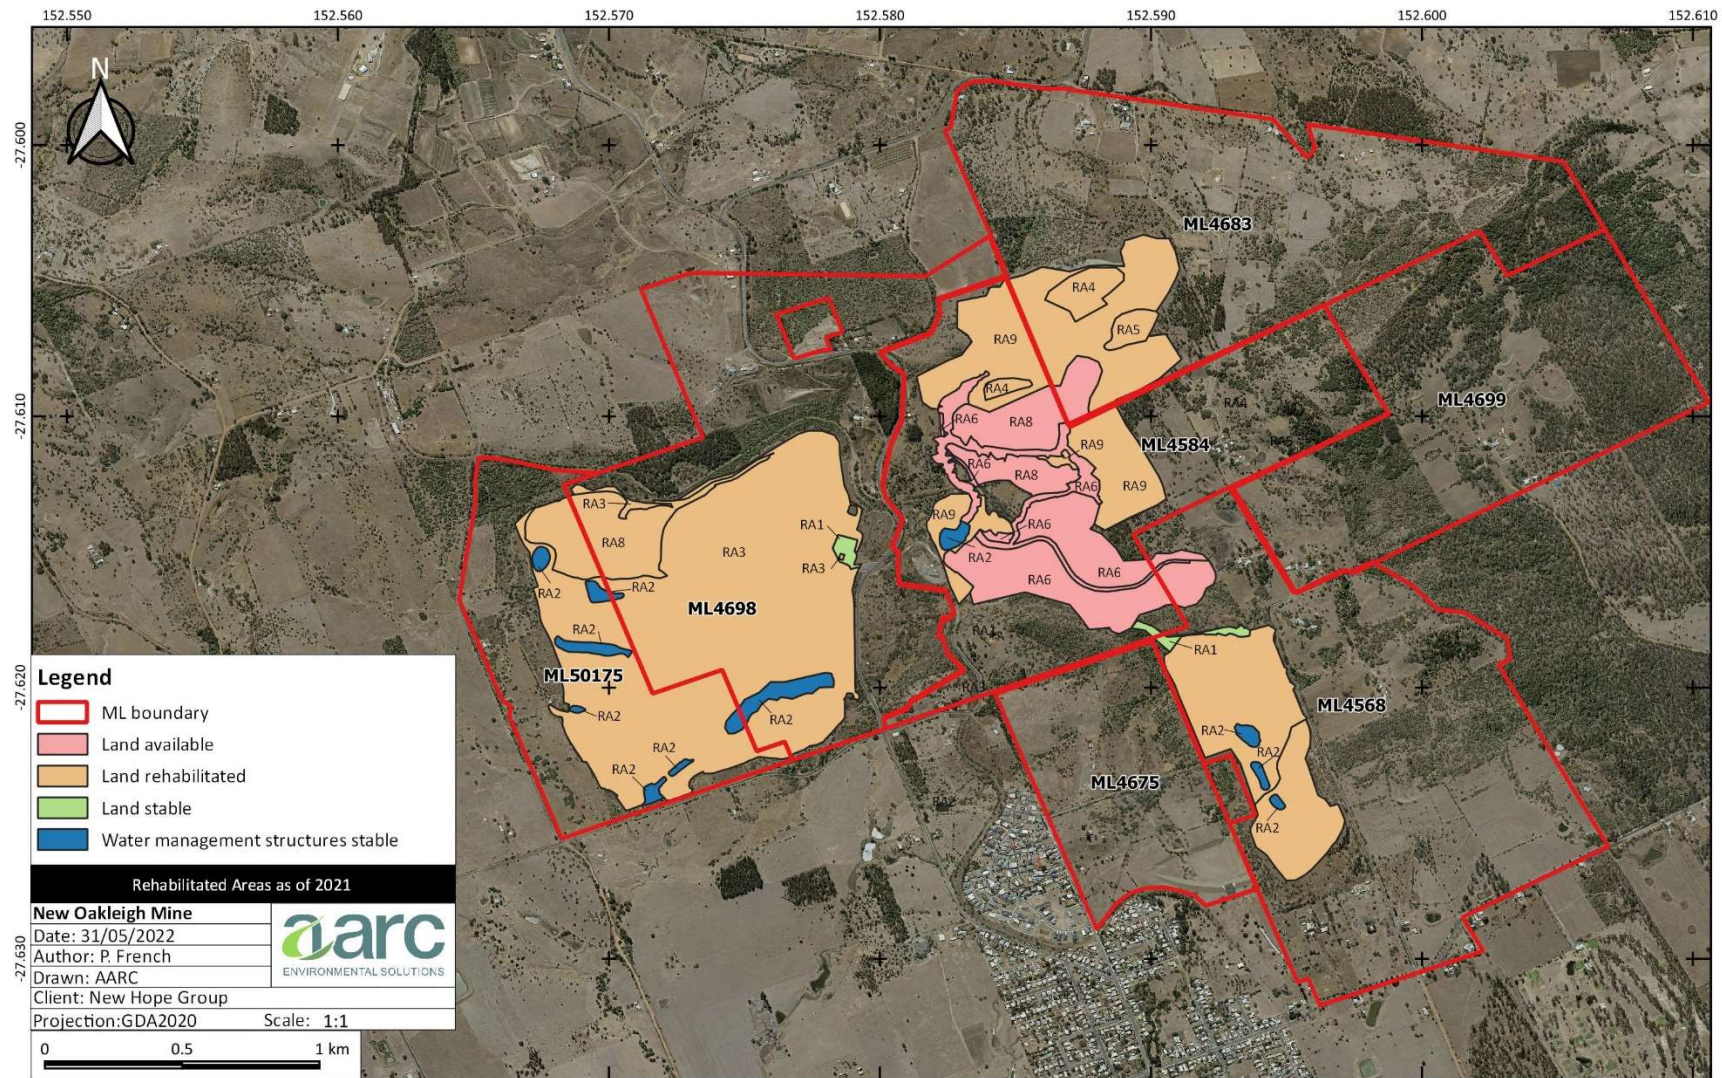 152.550 152.560 152.570 152.580 152.590 152.600 152.610
N
-27.600
-27.610
-27.620
-27.630
ML4683
RA4
RA5
RA9
RA4
ML4699
RA4
RA6
RA8
RA9
ML4584
RA5
RA6
RA8
RA6
RA9
RA3
RA1
RA9
RA8
RA3
RA6
RA2
RA3
RA6
RA6
RA2
RA2
ML4698
RA2
RA1
RA1
ML50175
RA2
RA2
RA2
ML4568
RA2
RA2
RA2
RA2
ML4675
RA2
Legend
ML boundary
Land available
Land rehabilitated
Land stable
Water management structures stable
Rehabilitated Areas as of 2021
New Oakleigh Mine
Date: 31/05/2022
Author: P. French
Drawn: AARC
aarc
ENVIRONMENTAL SOLUTIONS
Client: New Hope Group
Projection:GDA2020 Scale: 1:1
0 0.5 1 km